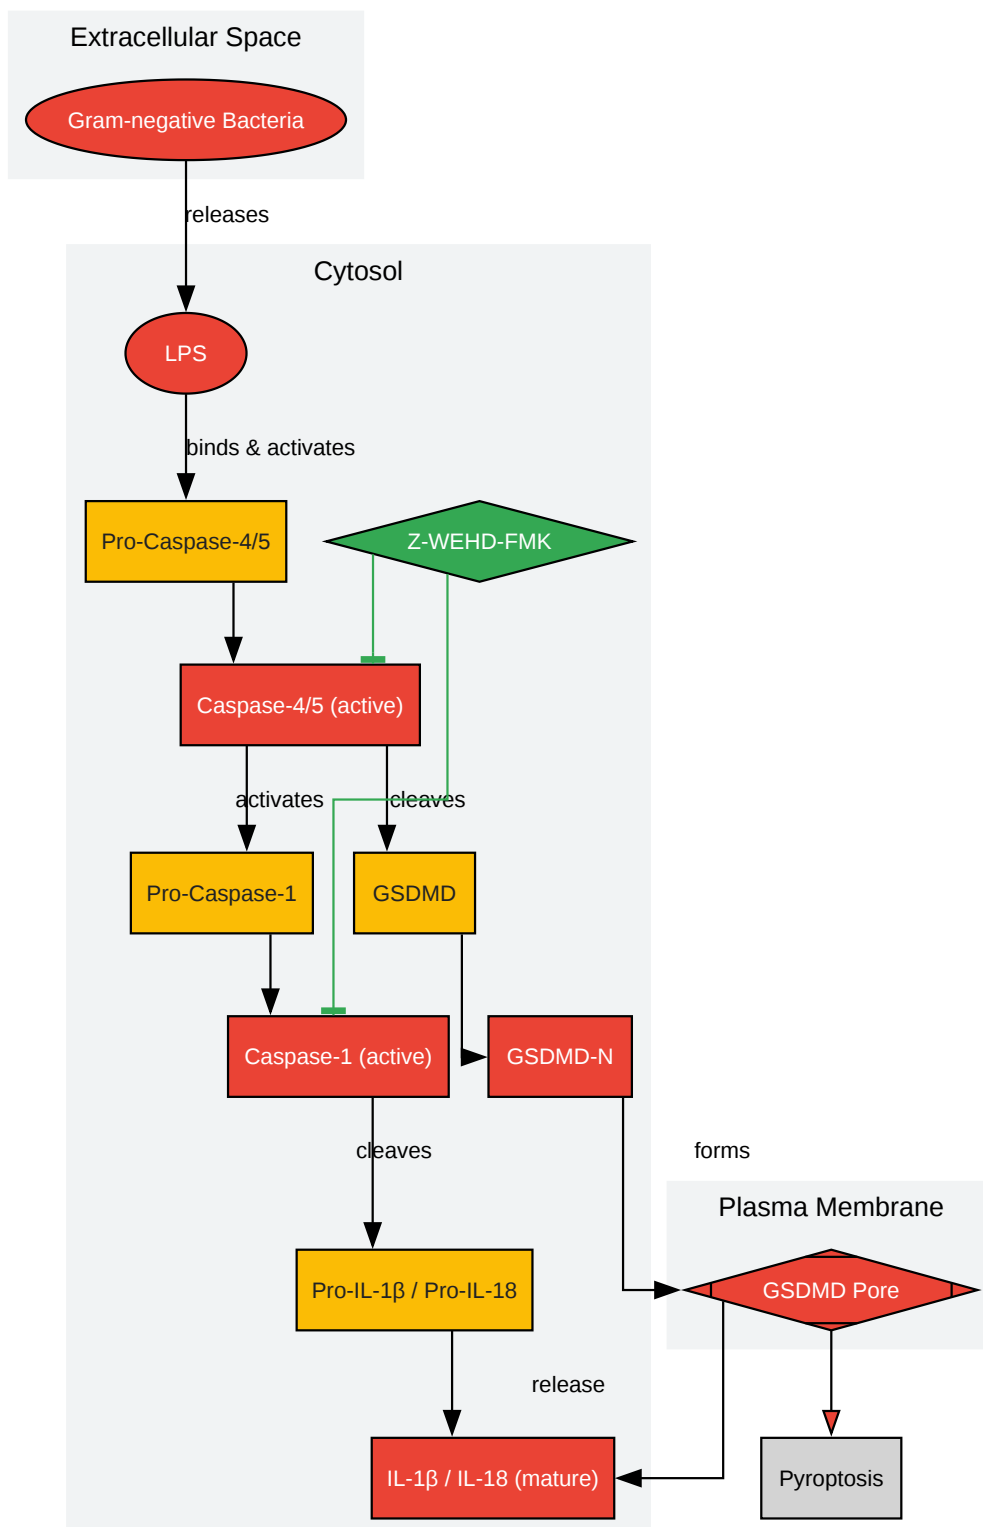 Extracellular Space
Gram-negative Bacteria
releases
Cytosol
LPS
binds & activates
Pro-Caspase-4/5
Z-WEHD-FMK
Caspase-4/5 (active)
activates
cleaves
Pro-Caspase-1
GSDMD
Caspase-1 (active)
GSDMD-N
cleaves
forms
Plasma Membrane
Pro-IL-1β / Pro-IL-18
GSDMD Pore
release
IL-1β / IL-18 (mature)
Pyroptosis